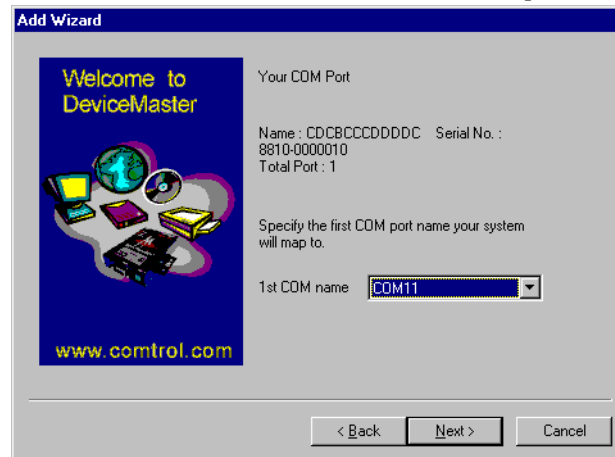 Add Wizard
Welcome to
DeviceMaster
www.comtrol.com
Your COM Port
Name : CDCBCCCDDDDC Serial No. :
8810-0000010
Total Port : 1
Specify the first COM port name your system
will map to.
1st COM name COM11
< Back Next > Cancel